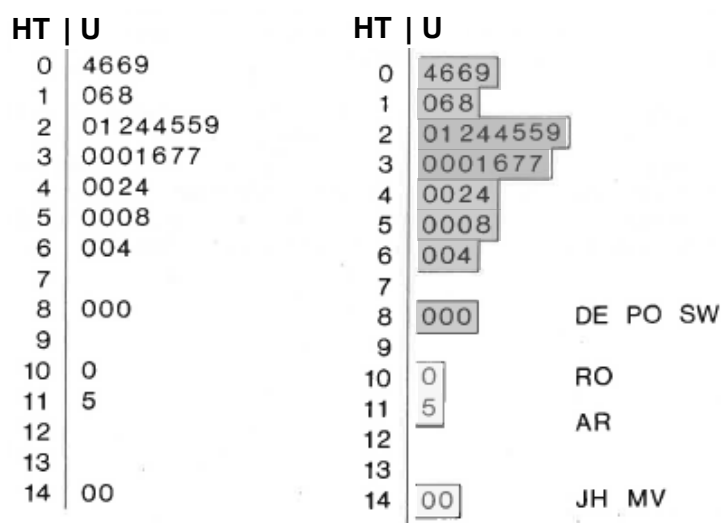 HT | U
0 | 4669
1 | 068
2 | 01244559
3 | 0001677
4 | 0024
5 | 0008
6 | 004
7 |
8 | 000
9 |
10 | 0
11 | 5
12 |
13 |
14 | 00
HT | U
0 | 4669
1 | 068
2 | 01244559
3 | 0001677
4 | 0024
5 | 0008
6 | 004
7 |
8 | 000 DE PO SW
9 |
10 | 0 RO
11 | 5 AR
12 |
13 |
14 | 00 JH MV